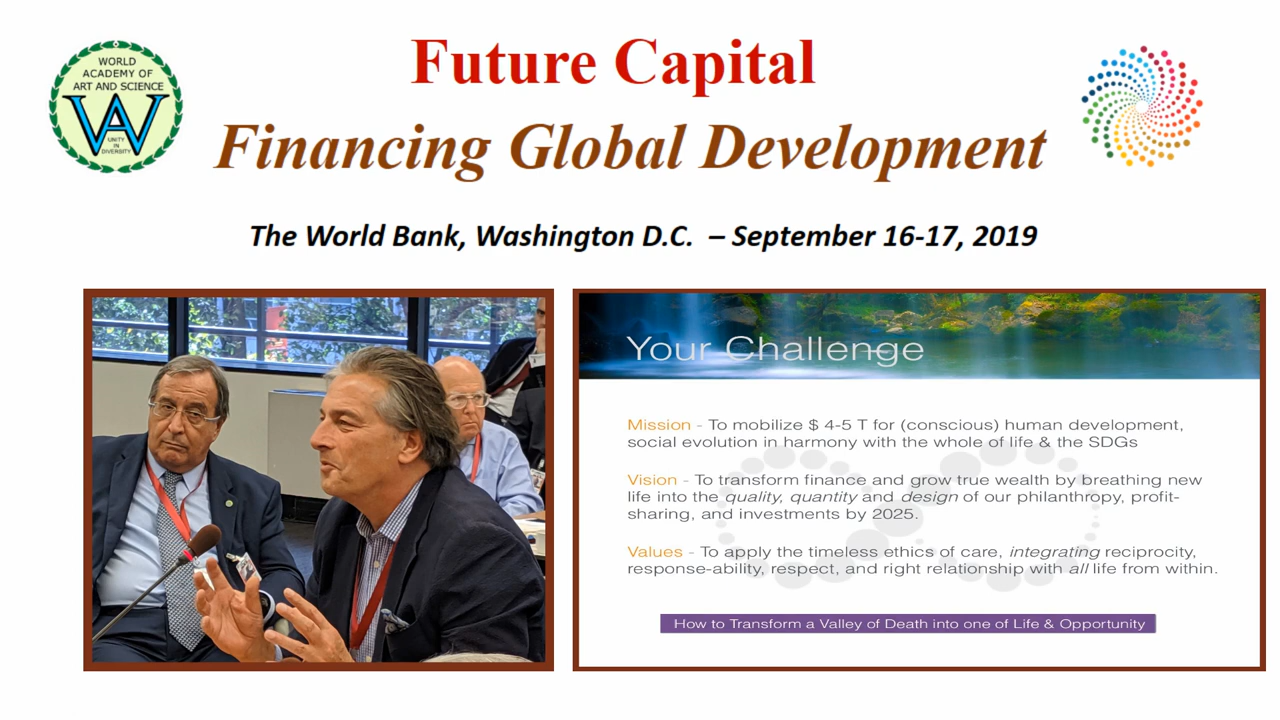 WORLD
ACADEMY OF
ART AND SCIENCE
WA
UNITY
IN
DIVERSITY
Future Capital
Financing Global Development
The World Bank, Washington D.C. – September 16-17, 2019
Your Challenge
Mission - To mobilize $ 4-5 T for (conscious) human development,
social evolution in harmony with the whole of life & the SDGs
Vision - To transform finance and grow true wealth by breathing new
life into the quality, quantity and design of our philanthropy, profit-
sharing, and investments by 2025.
Values - To apply the timeless ethics of care, integrating reciprocity,
response-ability, respect, and right relationship with all life from within.
How to Transform a Valley of Death into one of Life & Opportunity